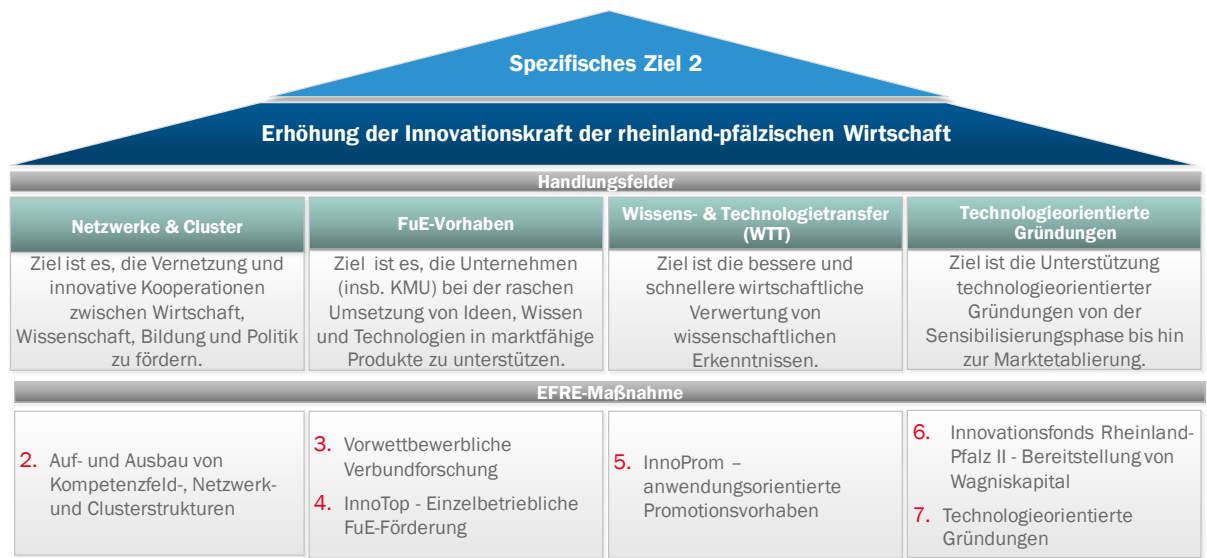 Spezifisches Ziel 2
Erhöhung der Innovationskraft der rheinland-pfälzischen Wirtschaft
Handlungsfelder
Netzwerke & Cluster
Ziel ist es, die Vernetzung und
innovative Kooperationen
zwischen Wirtschaft,
Wissenschaft, Bildung und Politik
zu fördern.
FuE-Vorhaben
Ziel ist es, die Unternehmen
(insb. KMU) bei der raschen
Umsetzung von Ideen, Wissen
und Technologien in marktfähige
Produkte zu unterstützen.
Wissens- & Technologietransfer
(WTT)
Ziel ist die bessere und
schnellere wirtschaftliche
Verwertung von
wissenschaftlichen
Erkenntnissen.
Technologieorientierte
Gründungen
Ziel ist die Unterstützung
technologieorientierter
Gründungen von der
Sensibilisierungsphase bis hin
zur Marktetablierung.
EFRE-Maßnahme
2. Auf- und Ausbau von
Kompetenzfeld-, Netzwerk-
und Clusterstrukturen
3. Vorwettbewerbliche
Verbundforschung
4. InnoTop - Einzelbetriebliche
FuE-Förderung
5. InnoProm –
anwendungsorientierte
Promotionsvorhaben
6. Innovationsfonds Rheinland-
Pfalz II - Bereitstellung von
Wagniskapital
7. Technologieorientierte
Gründungen